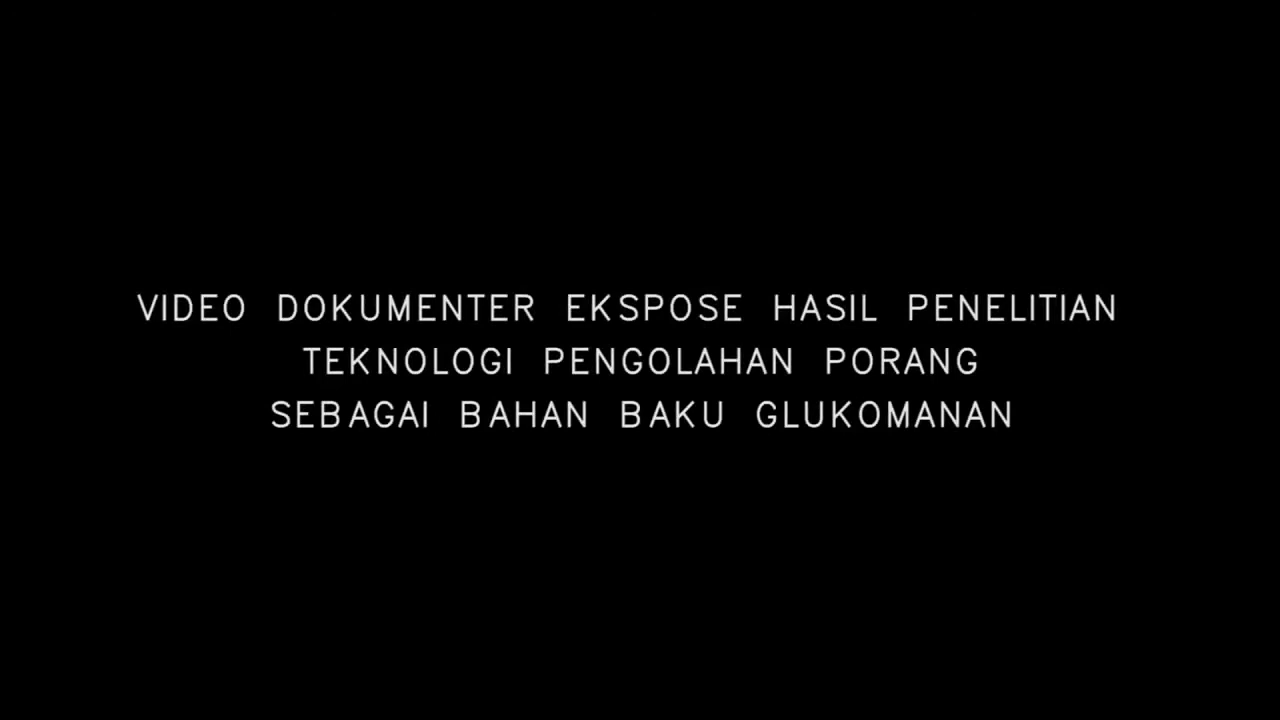 VIDEO DOKUMENTER EKSPOSE HASIL PENELITIAN
TEKNOLOGI PENGOLAHAN PORANG
SEBAGAI BAHAN BAKU GLUKOMANAN